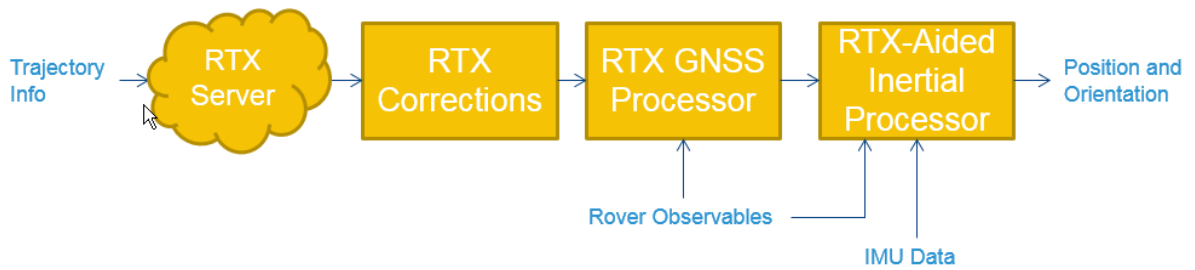 Trajectory
Info
RTX
Server
RTX
Corrections
RTX GNSS
Processor
RTX-Aided
Inertial
Processor
Position and
Orientation
Rover Observables
IMU Data